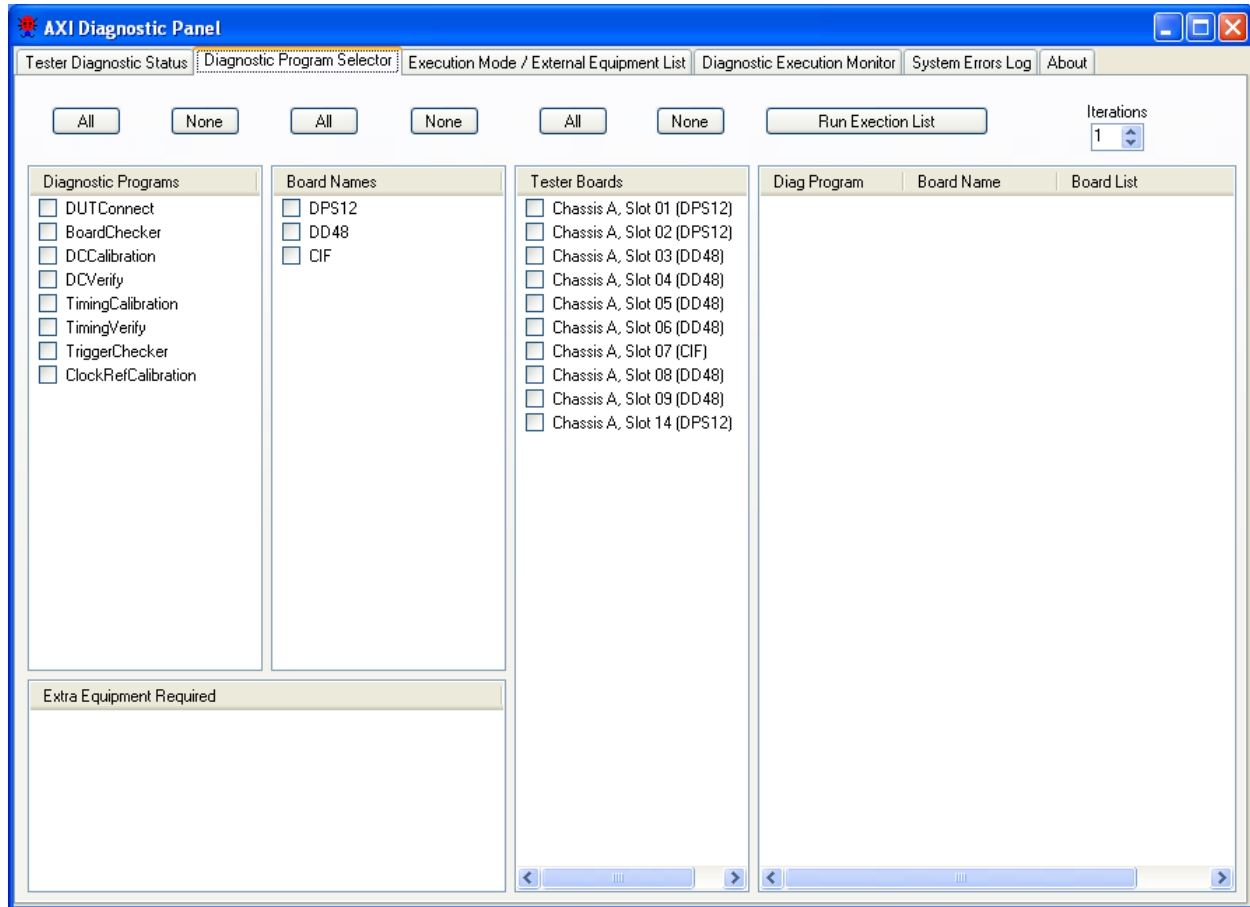 AXI Diagnostic Panel
Tester Diagnostic Status Diagnostic Program Selector Execution Mode / External Equipment List Diagnostic Execution Monitor System Errors Log About
All None All None All None Run Exection List Iterations
1
Diagnostic Programs
DUTConnect
BoardChecker
DCCalibration
DCVerify
TimingCalibration
TimingVerify
TriggerChecker
ClockRefCalibration
Board Names
DPS12
DD48
CIF
Tester Boards
Chassis A, Slot 01 (DPS12)
Chassis A, Slot 02 (DPS12)
Chassis A, Slot 03 (DD48)
Chassis A, Slot 04 (DD48)
Chassis A, Slot 05 (DD48)
Chassis A, Slot 06 (DD48)
Chassis A, Slot 07 (CIF)
Chassis A, Slot 08 (DD48)
Chassis A, Slot 09 (DD48)
Chassis A, Slot 14 (DPS12)
Diag Program Board Name Board List
Extra Equipment Required